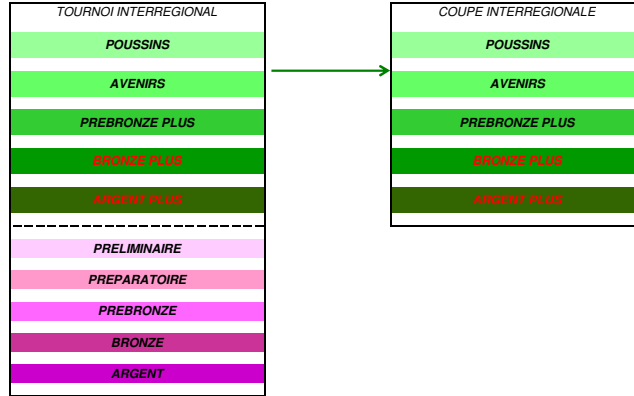 TOURNOI INTERREGIONAL
POUSSINS
AVENIRS
PREBRONZE PLUS
BRONZE PLUS
ARGENT PLUS
PRELIMINAIRE
PREPARATOIRE
PREBRONZE
BRONZE
ARGENT
COUPE INTERREGIONALE
POUSSINS
AVENIRS
PREBRONZE PLUS
BRONZE PLUS
ARGENT PLUS